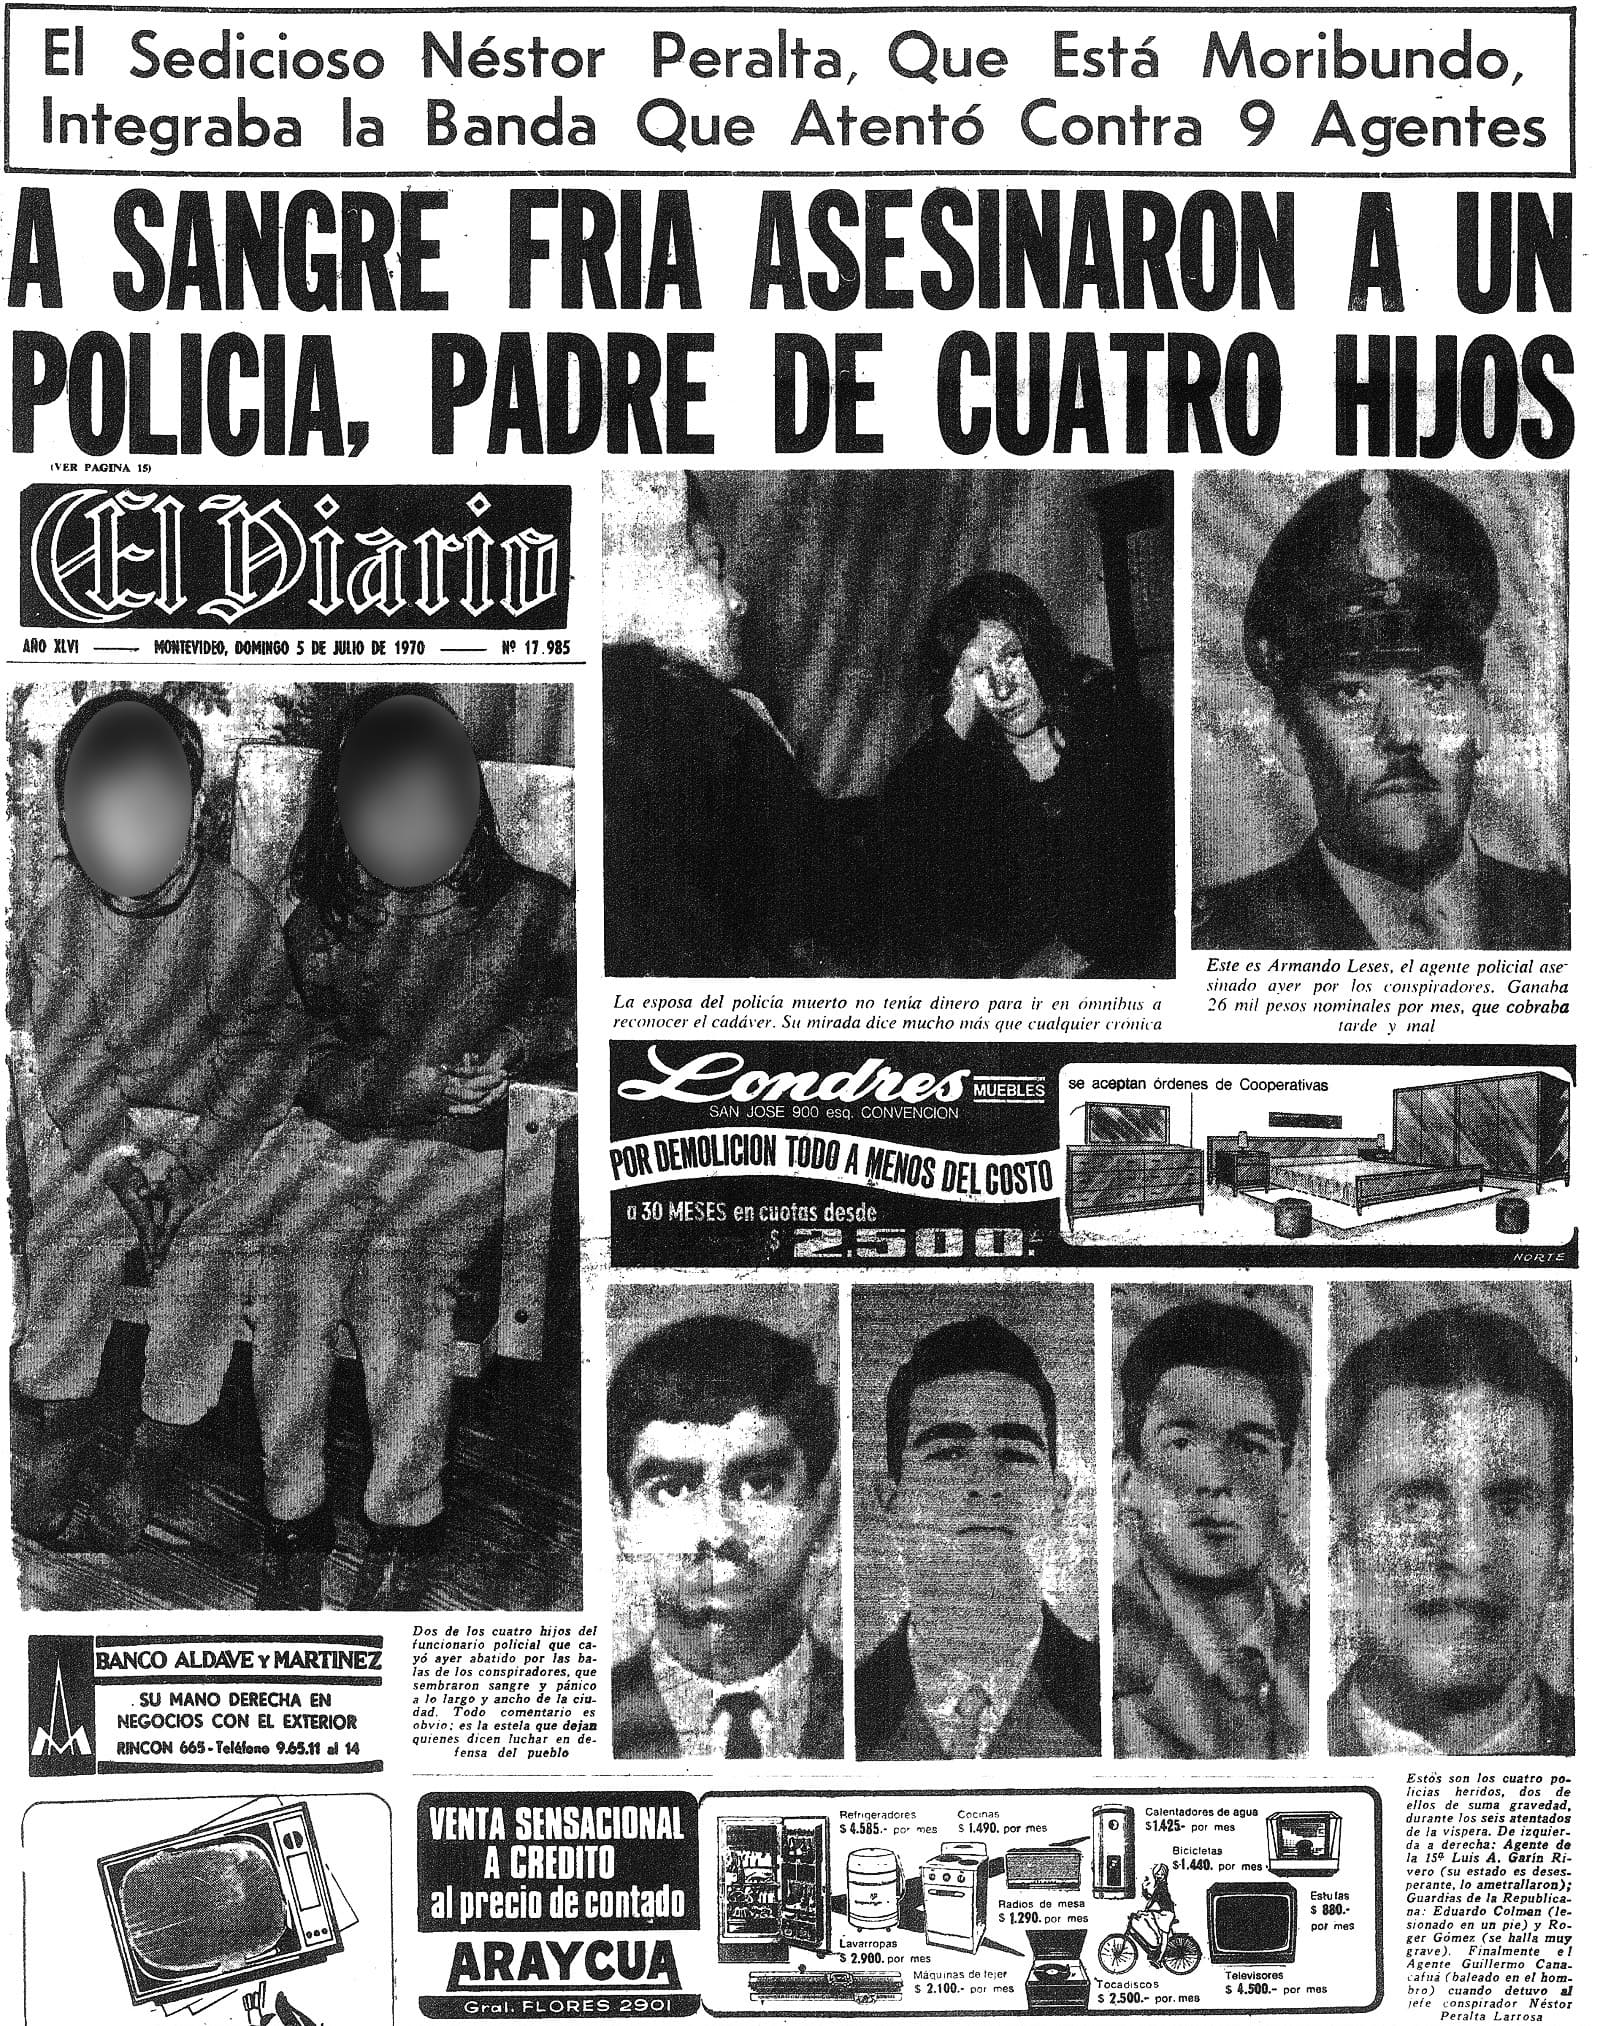 El Sedicioso Néstor Peralta, Que Está Moribundo,
Integraba la Banda Que Atentó Contra 9 Agentes
A SANGRE FRIA ASESINARON A UN
POLICIA, PADRE DE CUATRO HIJOS
(VER PAGINA 15)
El Diario
AÑO XLVI — MONTEVIDEO, DOMINGO 5 DE JULIO DE 1970 — Nº 17.985
La esposa del policía muerto no tenía dinero para ir en ómnibus a
reconocer el cadáver. Su mirada dice mucho más que cualquier crónica
Este es Armando Leses, el agente policial ase-
sinado ayer por los conspiradores. Ganaba
26 mil pesos nominales por mes, que cobraba
tarde y mal
Londres MUEBLES
SAN JOSE 900 esq. CONVENCION
POR DEMOLICION TODO A MENOS DEL COSTO
a 30 MESES en cuotas desde
$ 2.500.-
se aceptan órdenes de Cooperativas
NORTE
Dos de los cuatro hijos del
funcionario policial que ca-
yó ayer abatido por las ba-
las de los conspiradores, que
sembraron sangre y pánico
a lo largo y ancho de la ciu-
dad. Todo comentario es
obvio: es la estela que dejan
quienes dicen luchar en de-
fensa del pueblo
BANCO ALDAVE Y MARTINEZ
SU MANO DERECHA EN
NEGOCIOS CON EL EXTERIOR
RINCON 665-Teléfono 9.65.11 al 14
VENTA SENSACIONAL
A CREDITO
al precio de contado
ARAYCUA
Gral. FLORES 2901
Refrigeradores
$ 4.585.- por mes
Cocinas
$ 1.490. por mes
Calentadores de agua
$1.425- por mes
Bicicletas
$ 1.440. por mes
Radios de mesa
$ 1.290. por mes
Estufas
$ 880.-
por mes
Lavarropas
$ 2.900. por mes
Máquinas de tejer
$ 2.100.- por mes
Tocadiscos
$ 2.500.- por. mes
Televisores
$ 4.500.- por mes
Estos son los cuatro po-
licías heridos, dos de
ellos de suma gravedad,
durante los seis atentados
de la víspera. De izquier-
da a derecha: Agente de
la 15ª Luis A. Garín Ri-
vero (su estado es deses-
perante, lo ametrallaron);
Guardias de la Republica-
na: Eduardo Colman (le-
sionado en un pie) y Ro-
ger Gómez (se halla muy
grave). Finalmente el
Agente Guillermo Cana-
cafuá (baleado en el hom-
bro) cuando detuvo al
jefe conspirador Néstor
Peralta Larrosa